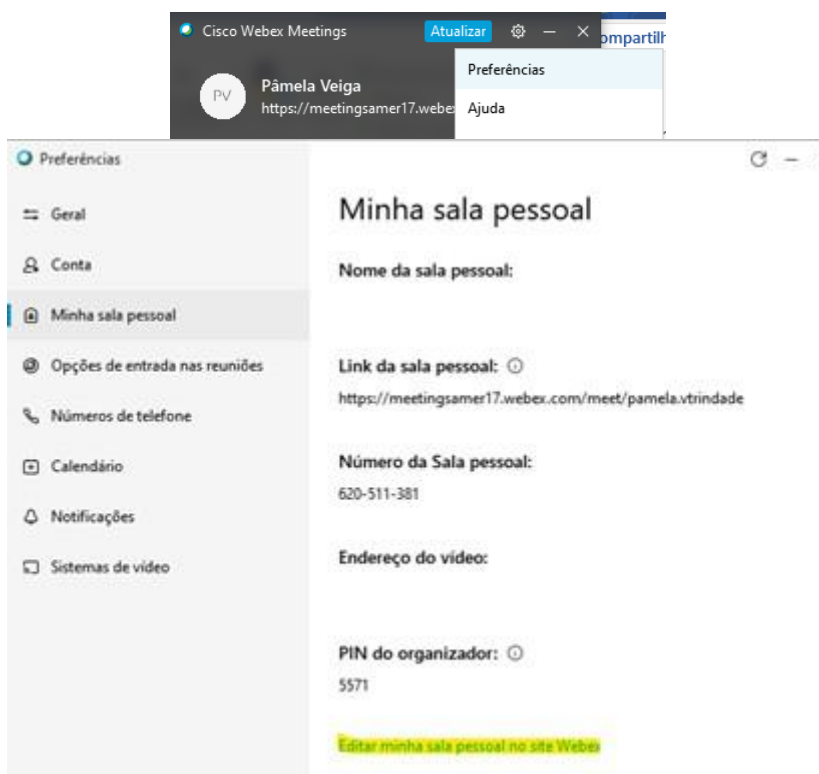 Cisco Webex Meetings
Atualizar
ompartilh
Preferências
PV
Pâmela Veiga
https://meetingsamer17.webe
Ajuda
Preferências
Geral
Conta
Minha sala pessoal
Opções de entrada nas reuniões
Números de telefone
Calendário
Notificações
Sistemas de vídeo
Minha sala pessoal
Nome da sala pessoal:
Link da sala pessoal:
https://meetingsamer17.webex.com/meet/pamela.vtrindade
Número da Sala pessoal:
620-511-381
Endereço do vídeo:
PIN do organizador:
5571
Editar minha sala pessoal no site Webex